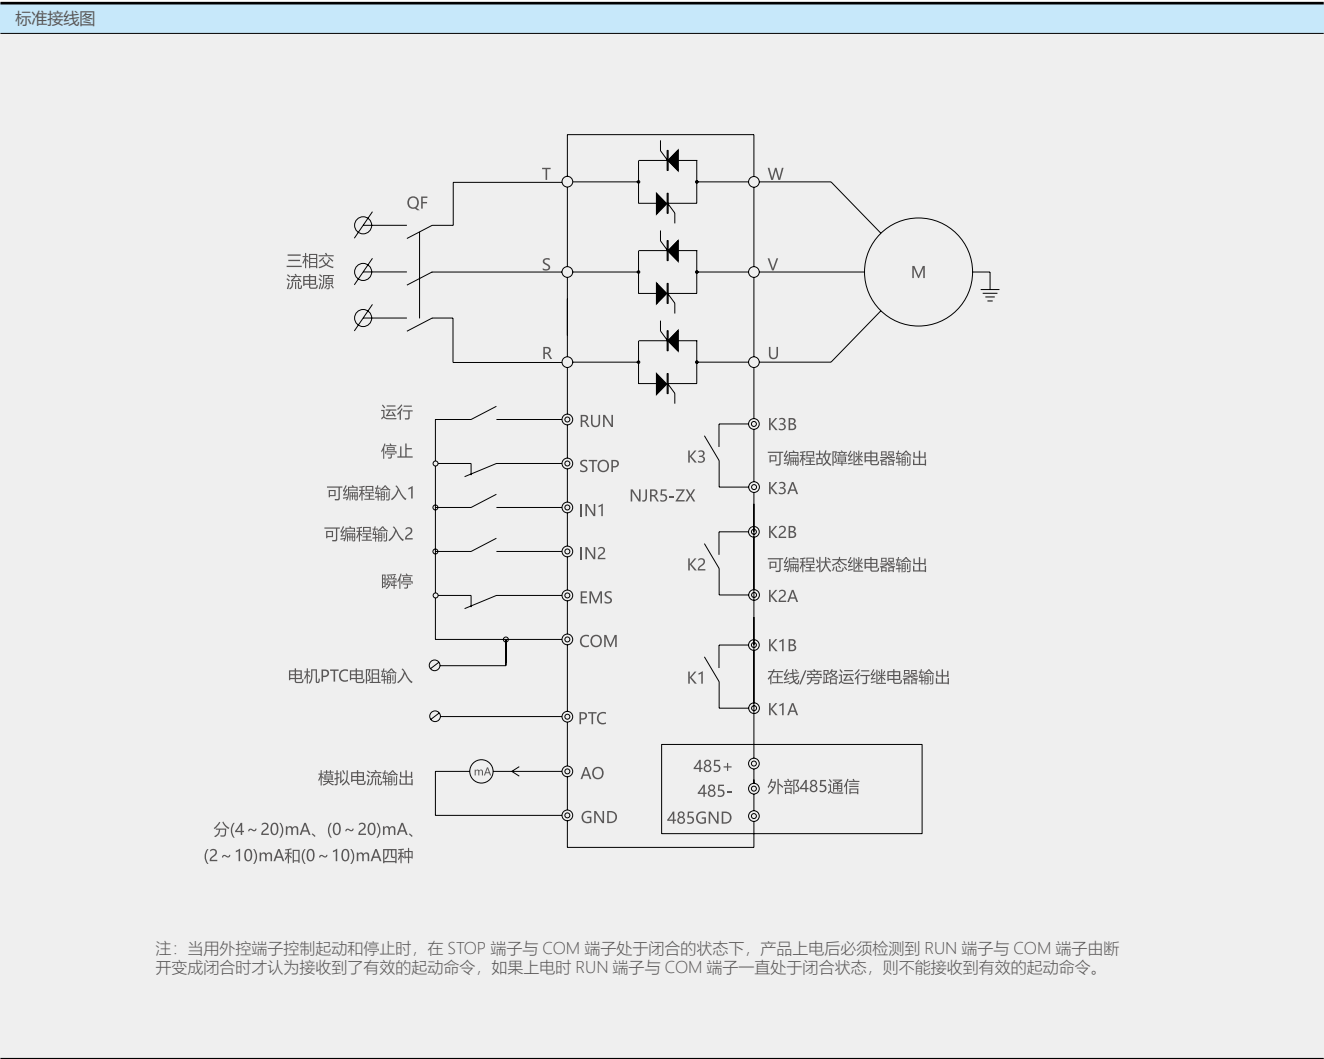 标准接线图
T
W
QF
三相交
流电源
S
V
M
R
U
运行
RUN
K3B
停止
STOP
K3
可编程故障继电器输出
可编程输入1
IN1
NJR5-ZX
K3A
可编程输入2
IN2
K2B
K2
可编程状态继电器输出
瞬停
EMS
K2A
COM
K1B
电机PTC电阻输入
K1
在线/旁路运行继电器输出
PTC
K1A
模拟电流输出
mA
AO
485+
485-
外部485通信
GND
485GND
分(4~20)mA、(0~20)mA、
(2~10)mA和(0~10)mA四种
注：当用外控端子控制起动和停止时，在 STOP 端子与 COM 端子处于闭合的状态下，产品上电后必须检测到 RUN 端子与 COM 端子由断
开变成闭合时才认为接收到了有效的起动命令，如果上电时 RUN 端子与 COM 端子一直处于闭合状态，则不能接收到有效的起动命令。